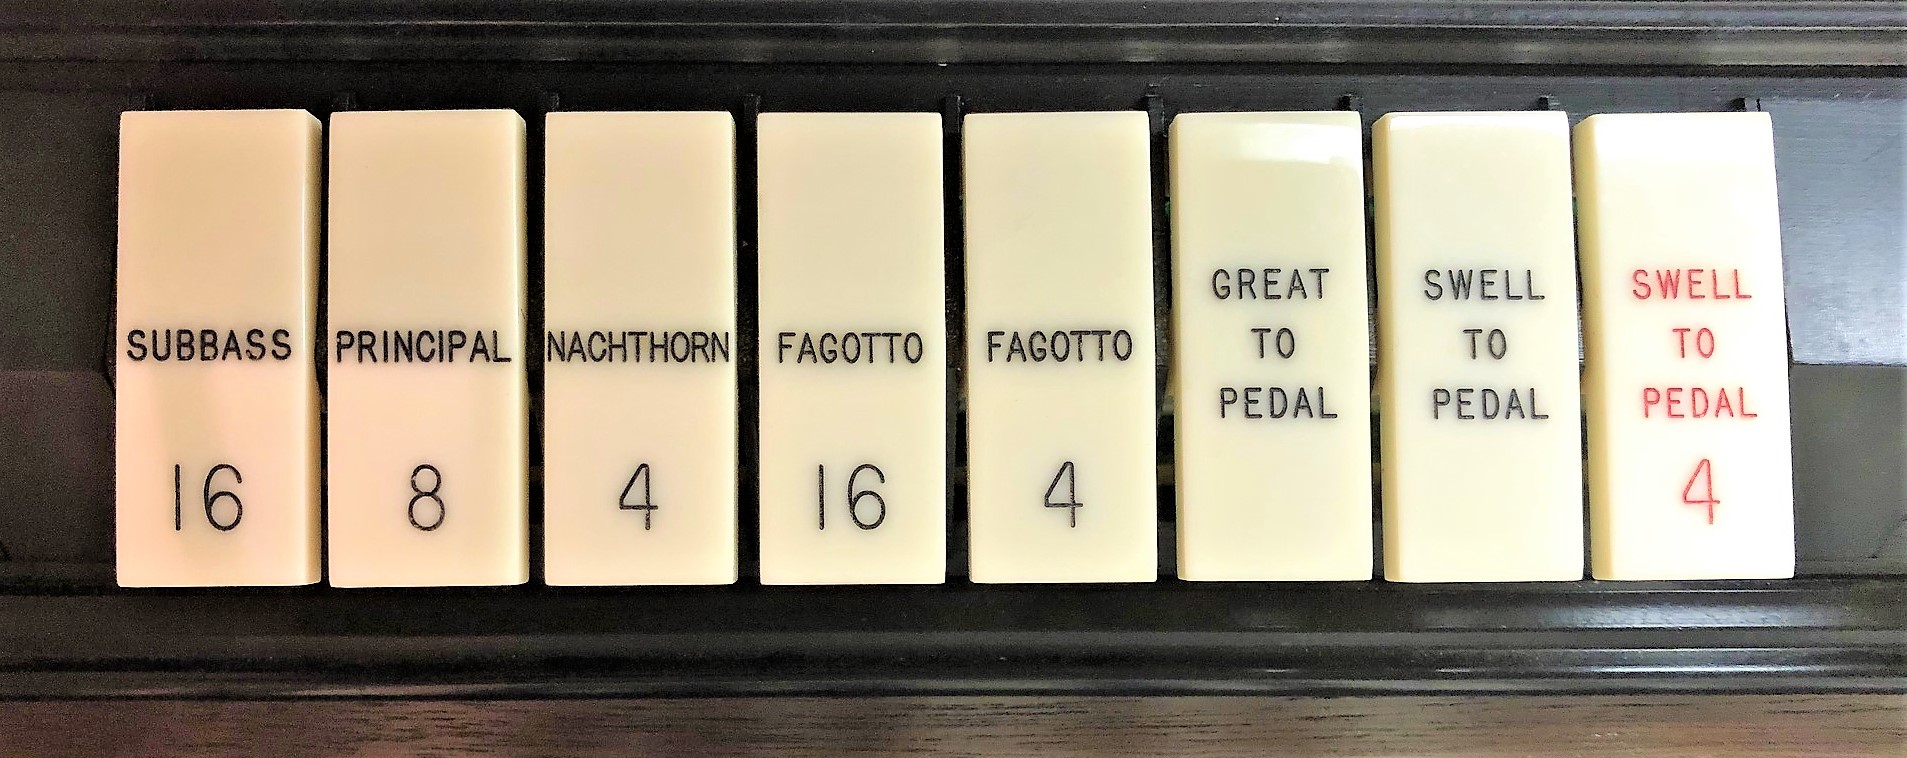 SUBBASS
16
PRINCIPAL
8
NACHTHORN
4
FAGOTTO
16
FAGOTTO
4
GREAT
TO
PEDAL
SWELL
TO
PEDAL
SWELL
TO
PEDAL
4